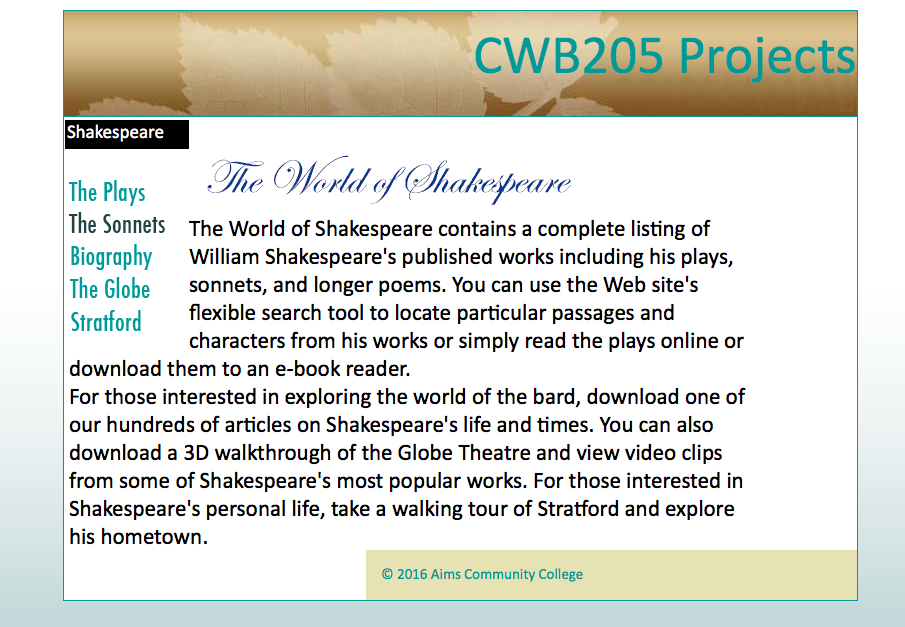 CWB205 Projects
Shakespeare
The Plays
The Sonnets
Biography
The Globe
Stratford
The World of Shakespeare
The World of Shakespeare contains a complete listing of
William Shakespeare's published works including his plays,
sonnets, and longer poems. You can use the Web site's
flexible search tool to locate particular passages and
characters from his works or simply read the plays online or
download them to an e-book reader.
For those interested in exploring the world of the bard, download one of
our hundreds of articles on Shakespeare's life and times. You can also
download a 3D walkthrough of the Globe Theatre and view video clips
from some of Shakespeare's most popular works. For those interested in
Shakespeare's personal life, take a walking tour of Stratford and explore
his hometown.
© 2016 Aims Community College